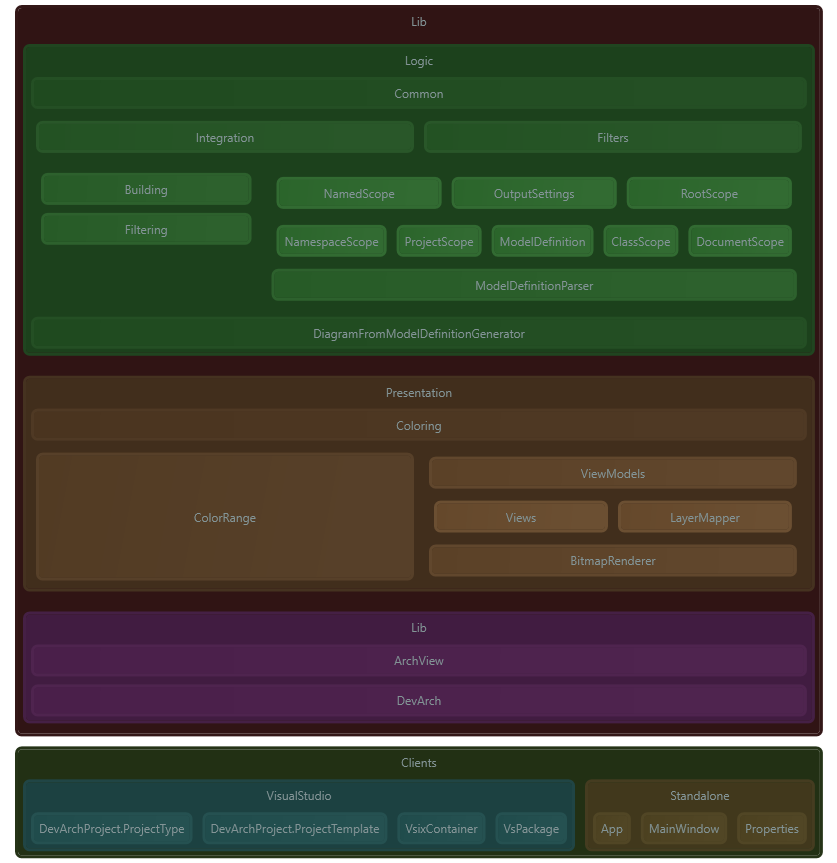 Lib
Logic
Common
Integration
Filters
Building
Filtering
NamedScope
OutputSettings
RootScope
NamespaceScope
ProjectScope
ModelDefinition
ClassScope
DocumentScope
ModelDefinitionParser
DiagramFromModelDefinitionGenerator
Presentation
Coloring
ColorRange
ViewModels
Views
LayerMapper
BitmapRenderer
Lib
ArchView
DevArch
Clients
VisualStudio
DevArchProject.ProjectType
DevArchProject.ProjectTemplate
VsixContainer
VsPackage
Standalone
App
MainWindow
Properties